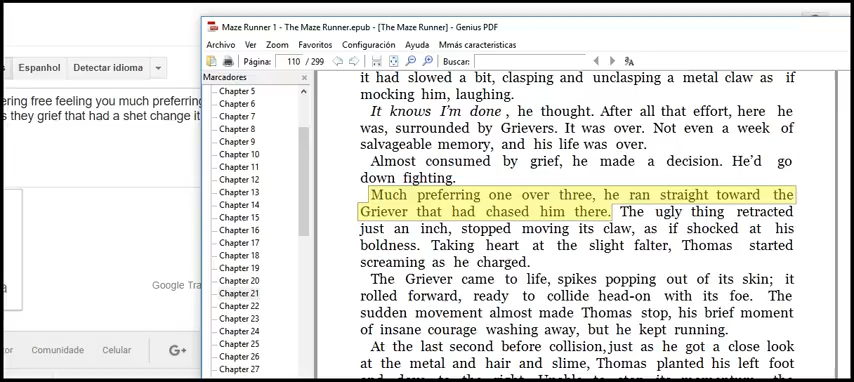 Maze Runner 1 - The Maze Runner.epub - [The Maze Runner] - Genius PDF
Archivo Ver Zoom Favoritos Configuración Ayuda Mmás características
Página: 110 / 299 Buscar:
Español Detectar idioma
ering free feeling you much preferring
s they grief that had a shet change it
Google Tra
Comunidade Celular G+
Marcadores
Chapter 5
Chapter 6
Chapter 7
Chapter 8
Chapter 9
Chapter 10
Chapter 11
Chapter 12
Chapter 13
Chapter 14
Chapter 15
Chapter 16
Chapter 17
Chapter 18
Chapter 19
Chapter 20
Chapter 21
Chapter 22
Chapter 23
Chapter 24
Chapter 25
Chapter 26
Chapter 27
it had slowed a bit, clasping and unclasping a metal claw as if
mocking him, laughing.
It knows I'm done , he thought. After all that effort, here he
was, surrounded by Grievers. It was over. Not even a week of
salvageable memory, and his life was over.
Almost consumed by grief, he made a decision. He'd go
down fighting.
Much preferring one over three, he ran straight toward the
Griever that had chased him there. The ugly thing retracted
just an inch, stopped moving its claw, as if shocked at his
boldness. Taking heart at the slight falter, Thomas started
screaming as he charged.
The Griever came to life, spikes popping out of its skin; it
rolled forward, ready to collide head-on with its foe. The
sudden movement almost made Thomas stop, his brief moment
of insane courage washing away, but he kept running.
At the last second before collision, just as he got a close look
at the metal and hair and slime, Thomas planted his left foot